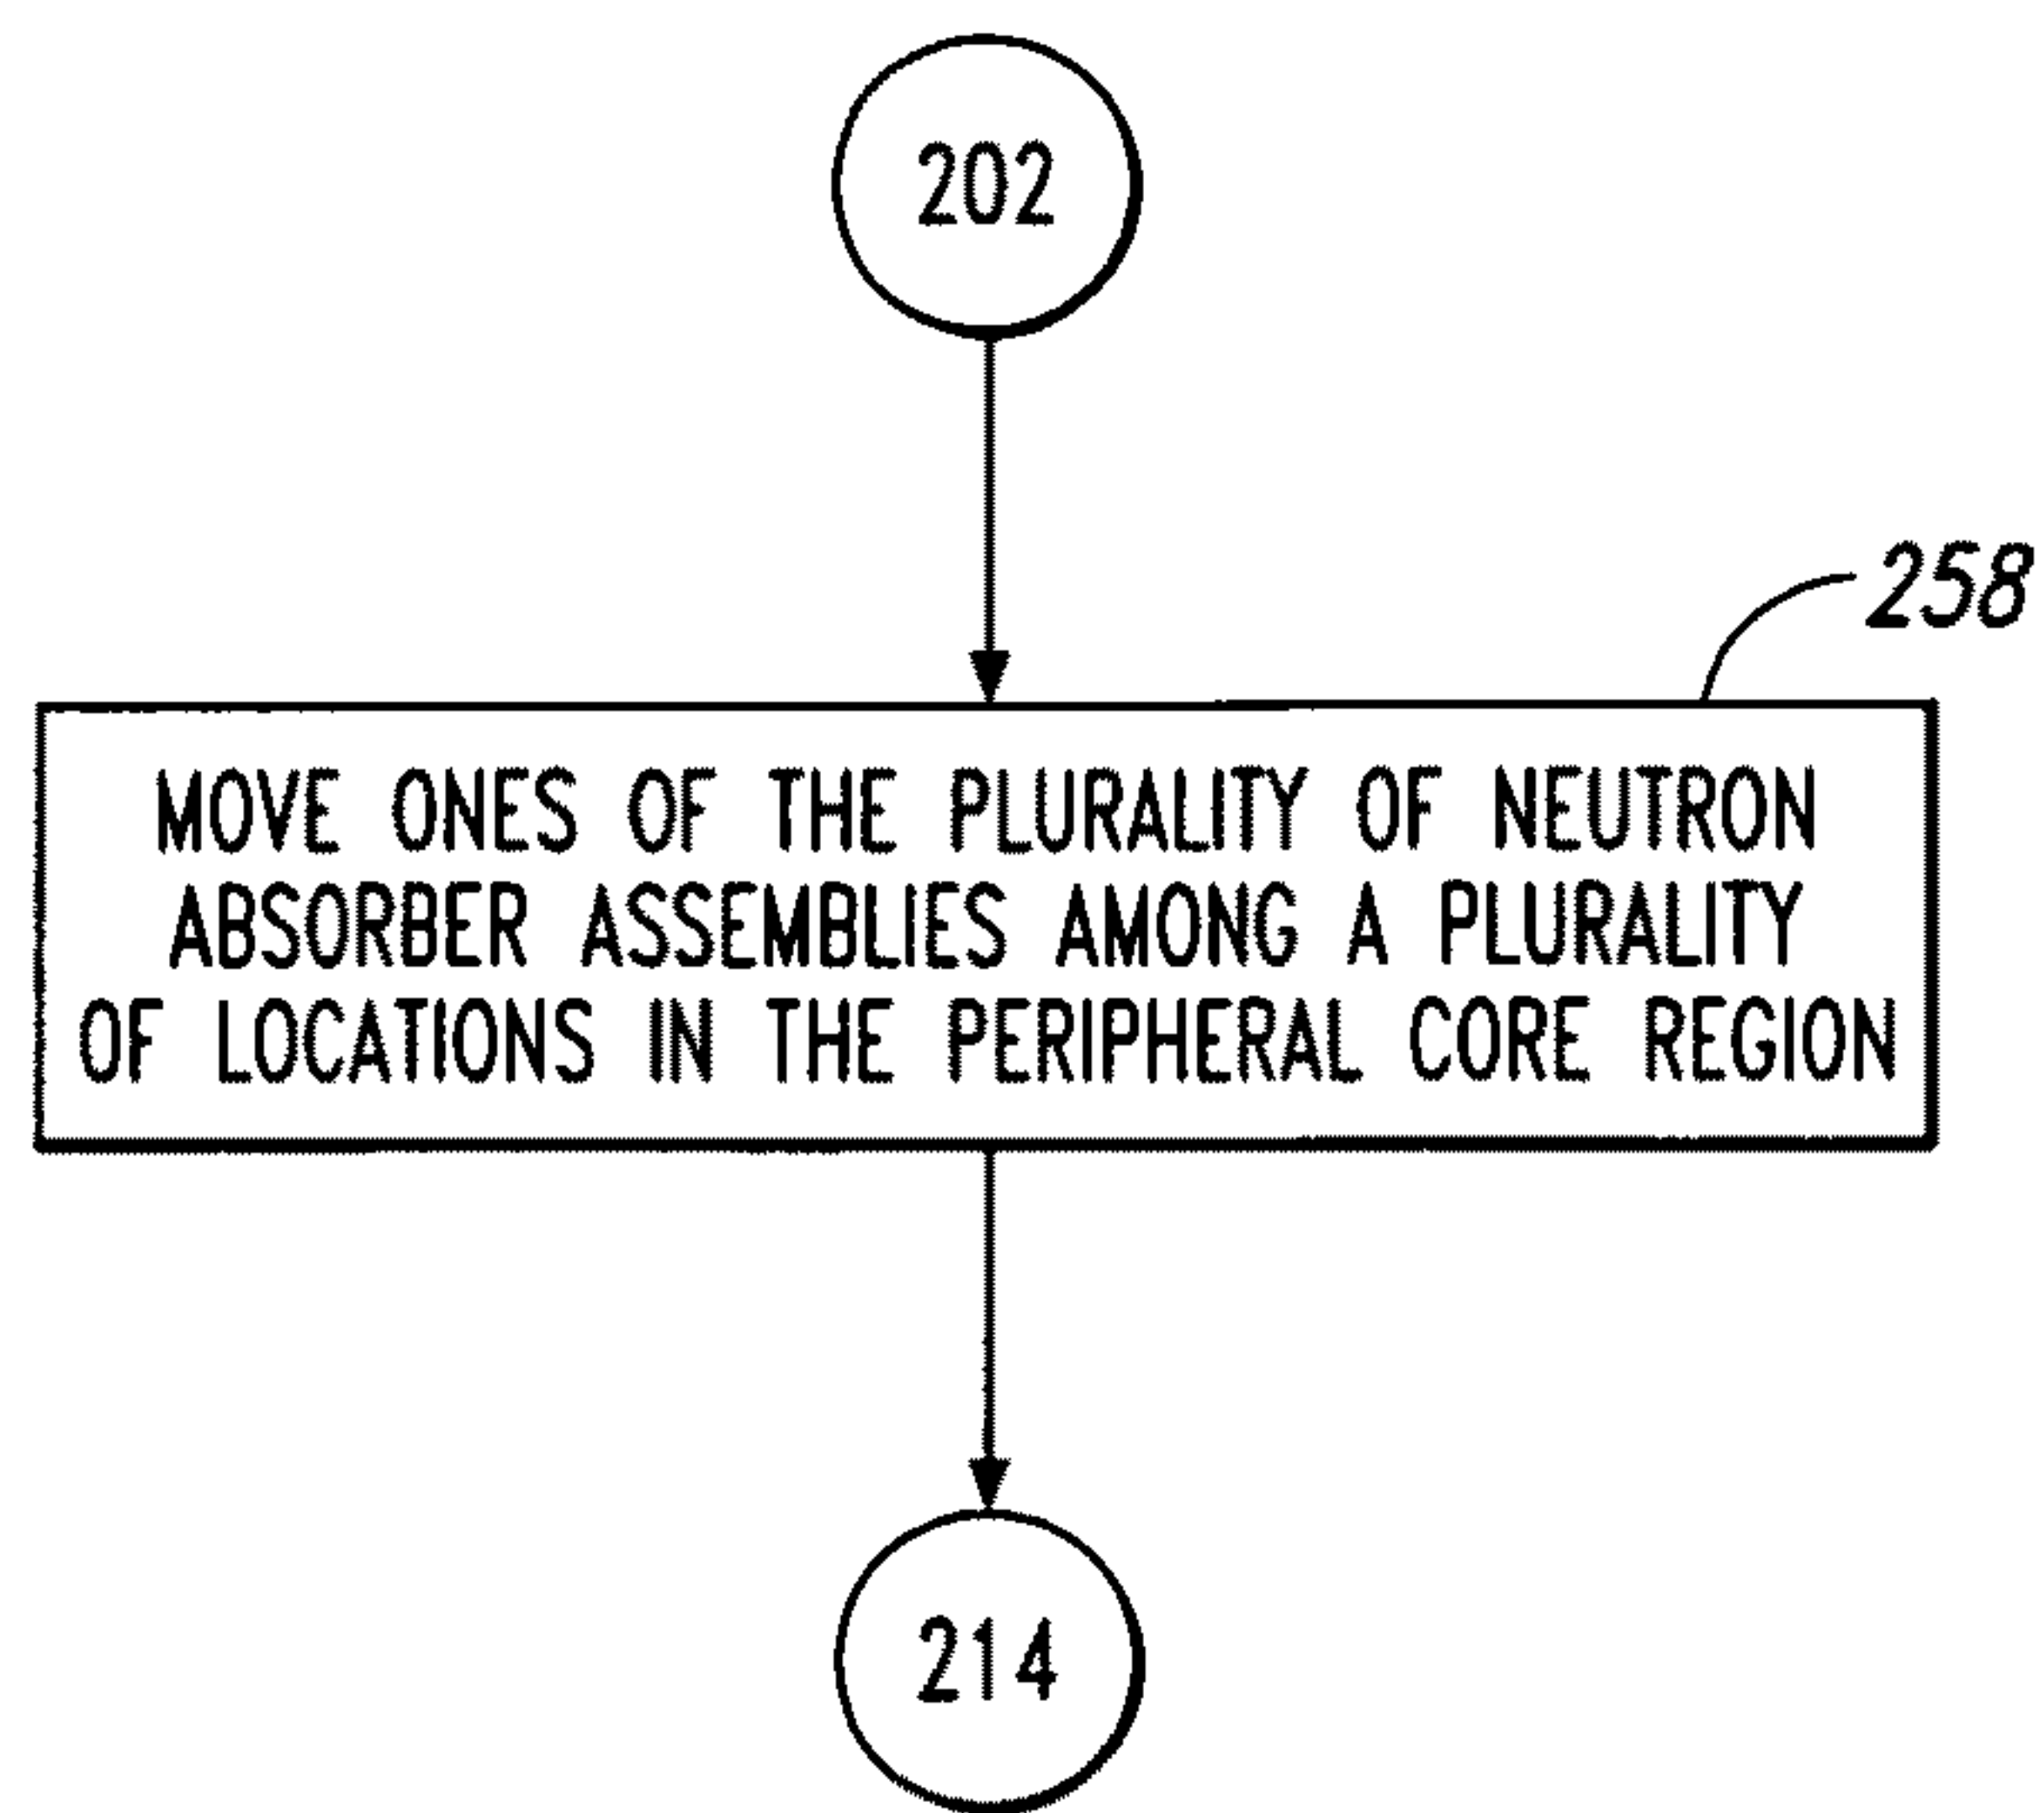 202
258
MOVE ONES OF THE PLURALITY OF NEUTRON
ABSORBER ASSEMBLIES AMONG A PLURALITY
OF LOCATIONS IN THE PERIPHERAL CORE REGION
214